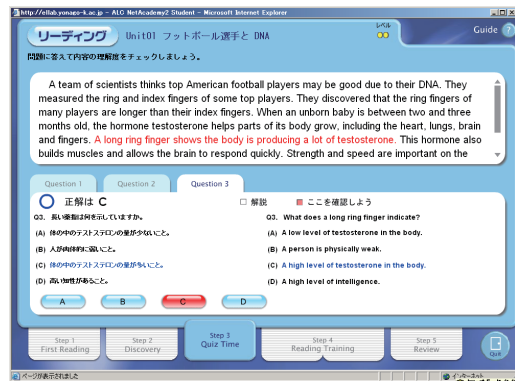 http://ellab.yonago-k.ac.jp - ALC NetAcademy2 Student - Microsoft Internet Explorer
リーディング Unit01 フットボール選手と DNA
レベル
Guide ?
問題に答えて内容の理解度をチェックしましょう。
A team of scientists thinks top American football players may be good due to their DNA. They
measured the ring and index fingers of some top players. They discovered that the ring fingers of
many players are longer than their index fingers. When an unborn baby is between two and three
months old, the hormone testosterone helps parts of its body grow, including the heart, lungs, brain
and fingers. A long ring finger shows the body is producing a lot of testosterone. This hormone also
builds muscles and allows the brain to respond quickly. Strength and speed are important on the
Question 1 Question 2 Question 3
正解は C
解説 ここを確認しよう
Q3. 長い薬指は何を示していますか。
(A) 体の中のテストステロンの量が少ないこと。
(B) 人が肉体的に弱いこと。
(C) 体の中のテストステロンの量が多いこと。
(D) 高い知性があること。
Q3. What does a long ring finger indicate?
(A) A low level of testosterone in the body.
(B) A person is physically weak.
(C) A high level of testosterone in the body.
(D) A high level of intelligence.
A B C D
Step 1 First Reading
Step 2 Discovery
Step 3 Quiz Time
Step 4 Reading Training
Step 5 Review
Quit
ページが表示されました
インターネット